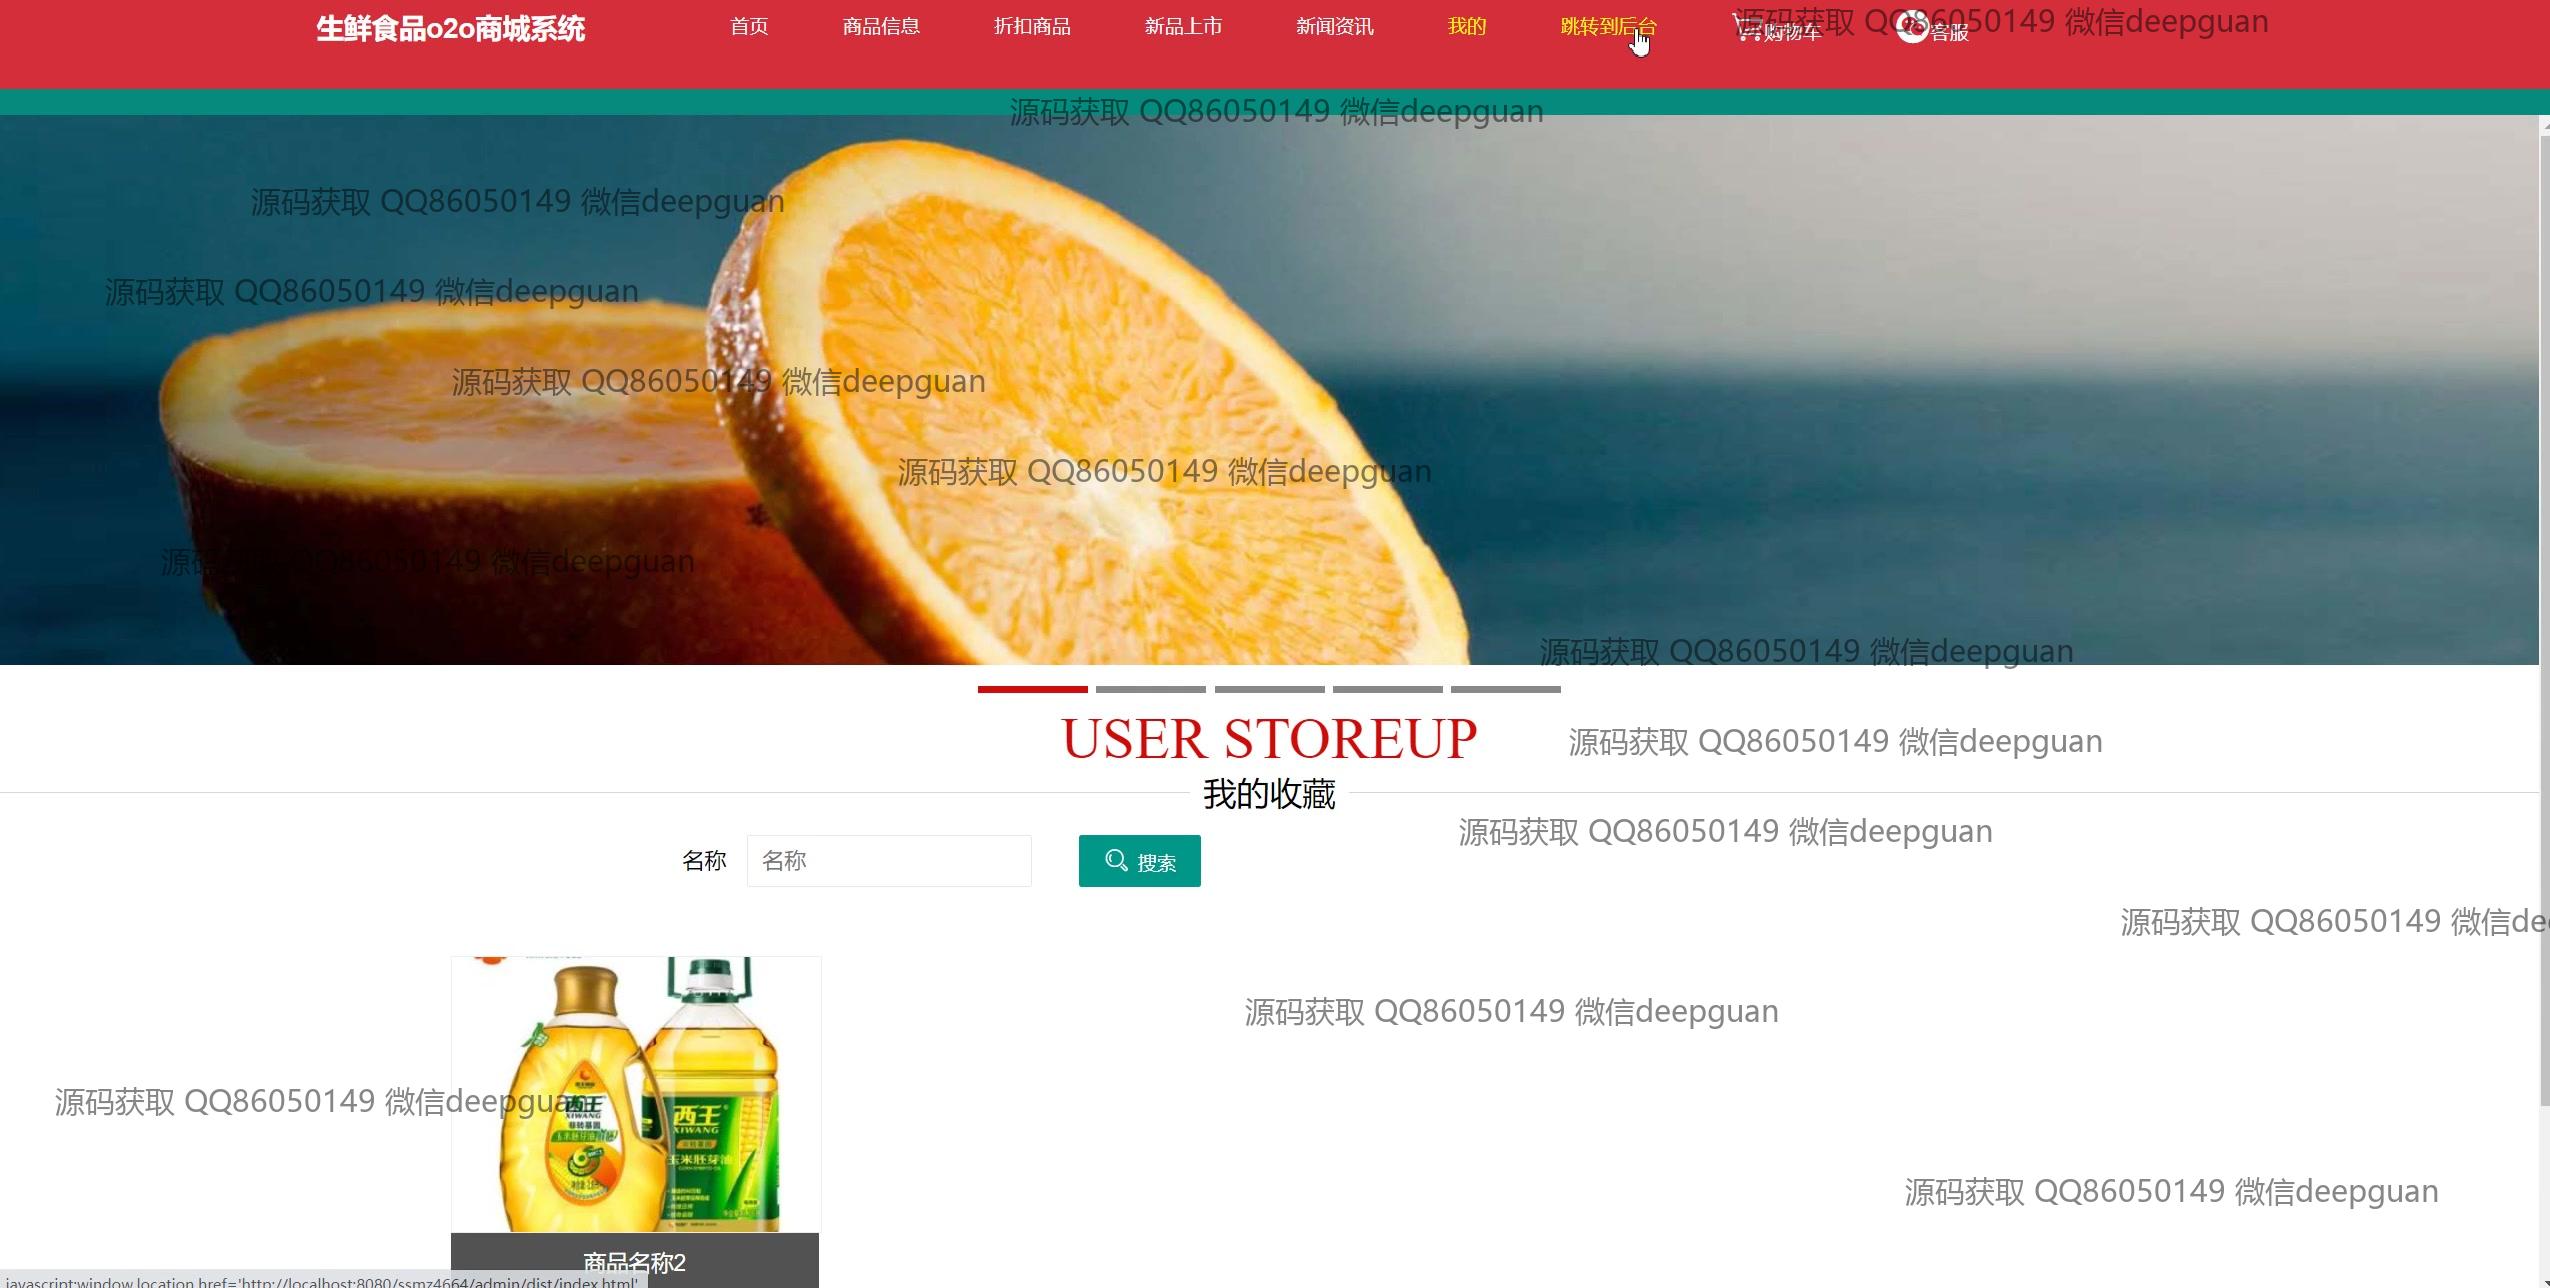 生鲜食品o2o商城系统 首页 商品信息 折扣商品 新品上市 新闻资讯 我的 跳转到后台 购物车 客服
源码获取 QQ86050149 微信deepguan
源码获取 QQ86050149 微信deepguan
源码获取 QQ86050149 微信deepguan
源码获取 QQ86050149 微信deepguan
源码获取 QQ86050149 微信deepguan
源码获取 QQ86050149 微信deepguan
源码获取 QQ86050149 微信deepguan
源码获取 QQ86050149 微信deepguan
USER STOREUP
源码获取 QQ86050149 微信deepguan
我的收藏
源码获取 QQ86050149 微信deepguan
名称 名称 搜索
源码获取 QQ86050149 微信dee
源码获取 QQ86050149 微信deepguan
源码获取 QQ86050149 微信deepguan
西王
XIWANG
非转基因
西王
XIWANG
玉米胚芽油
源码获取 QQ86050149 微信deepguan
商品名称2
javascript:window.location.href='http://localhost:8080/ssmz4664/admin/dist/index.html'